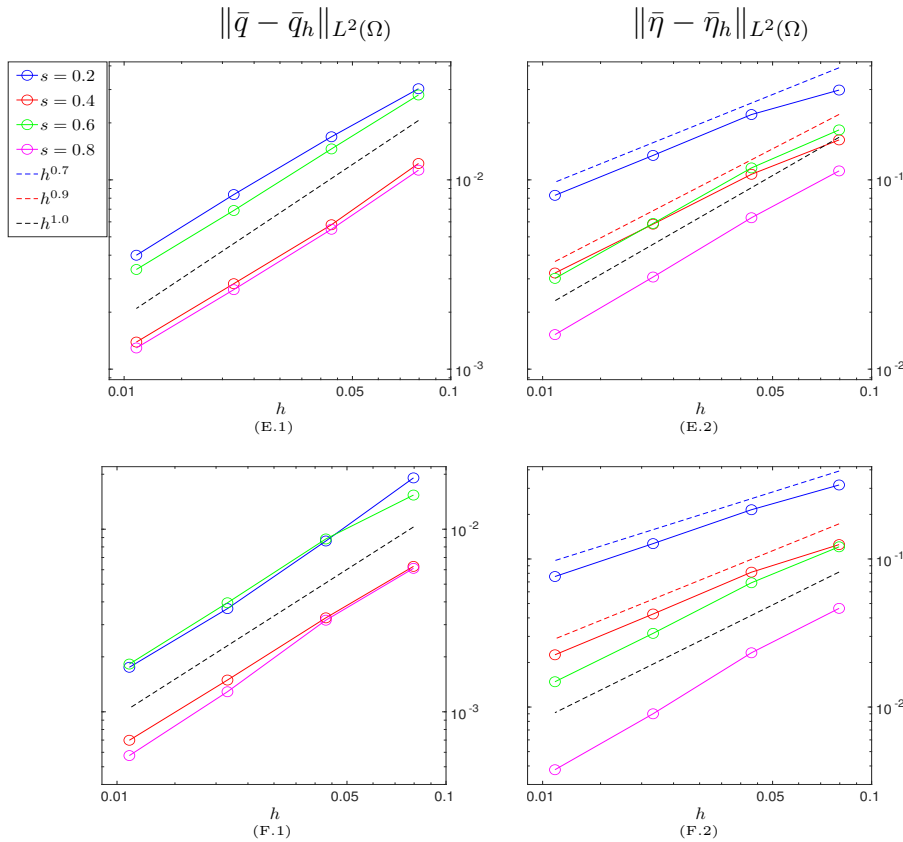 ‖q̄ − q̄_h‖_{L²(Ω)}
‖η̄ − η̄_h‖_{L²(Ω)}
s = 0.2
s = 0.4
s = 0.6
s = 0.8
h^{0.7}
h^{0.9}
h^{1.0}
10^{-2}
10^{-3}
0.01
0.05
0.1
h
(E.1)
10^{-1}
10^{-2}
0.01
0.05
0.1
h
(E.2)
10^{-2}
10^{-3}
0.01
0.05
0.1
h
(F.1)
10^{-1}
10^{-2}
0.01
0.05
0.1
h
(F.2)